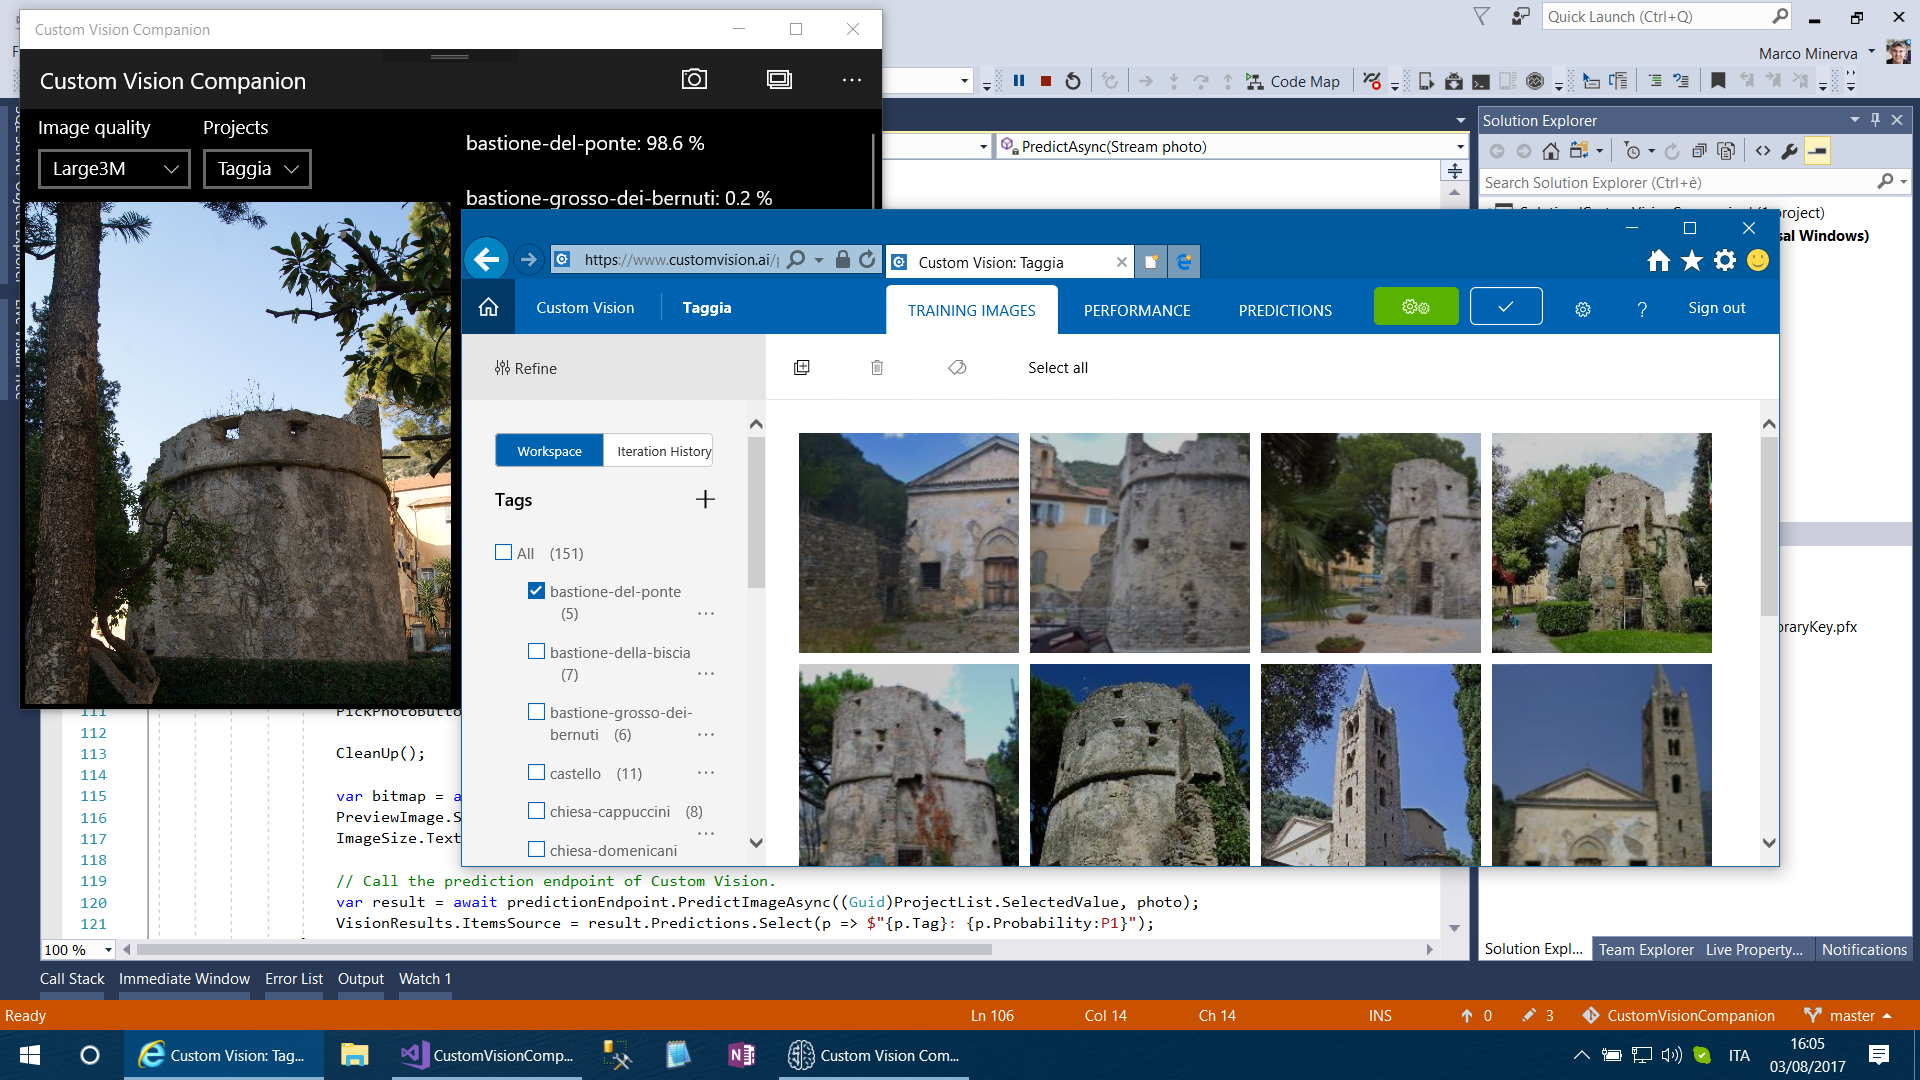 Custom Vision Companion
Custom Vision Companion
Image quality
Projects
Large3M
Taggia
bastione-del-ponte: 98.6 %
bastione-grosso-dei-bernuti: 0.2 %
Quick Launch (Ctrl+Q)
Marco Minerva
Code Map
PredictAsync(Stream photo)
Solution Explorer
Search Solution Explorer (Ctrl+è)
project)
sal Windows)
oraryKey.pfx
https://www.customvision.ai/
Custom Vision: Taggia
Custom Vision
Taggia
TRAINING IMAGES
PERFORMANCE
PREDICTIONS
?
Sign out
Refine
Select all
Workspace
Iteration History
Tags
All (151)
bastione-del-ponte
(5)
bastione-della-biscia
(7)
bastione-grosso-dei-
bernuti (6)
castello (11)
chiesa-cappuccini (8)
chiesa-domenicani
111 PickPhotoButto
112
113 CleanUp();
114
115 var bitmap = a
116 PreviewImage.S
117 ImageSize.Text
118
119 // Call the prediction endpoint of Custom Vision.
120 var result = await predictionEndpoint.PredictImageAsync((Guid)ProjectList.SelectedValue, photo);
121 VisionResults.ItemsSource = result.Predictions.Select(p => $"{p.Tag}: {p.Probability:P1}");
100 %
Solution Expl...
Team Explorer
Live Property...
Notifications
Call Stack
Immediate Window
Error List
Output
Watch 1
Ready
Ln 106
Col 14
Ch 14
INS
0
3
CustomVisionCompanion
master
Custom Vision: Tag...
CustomVisionComp...
Custom Vision Com...
ITA
16:05
03/08/2017